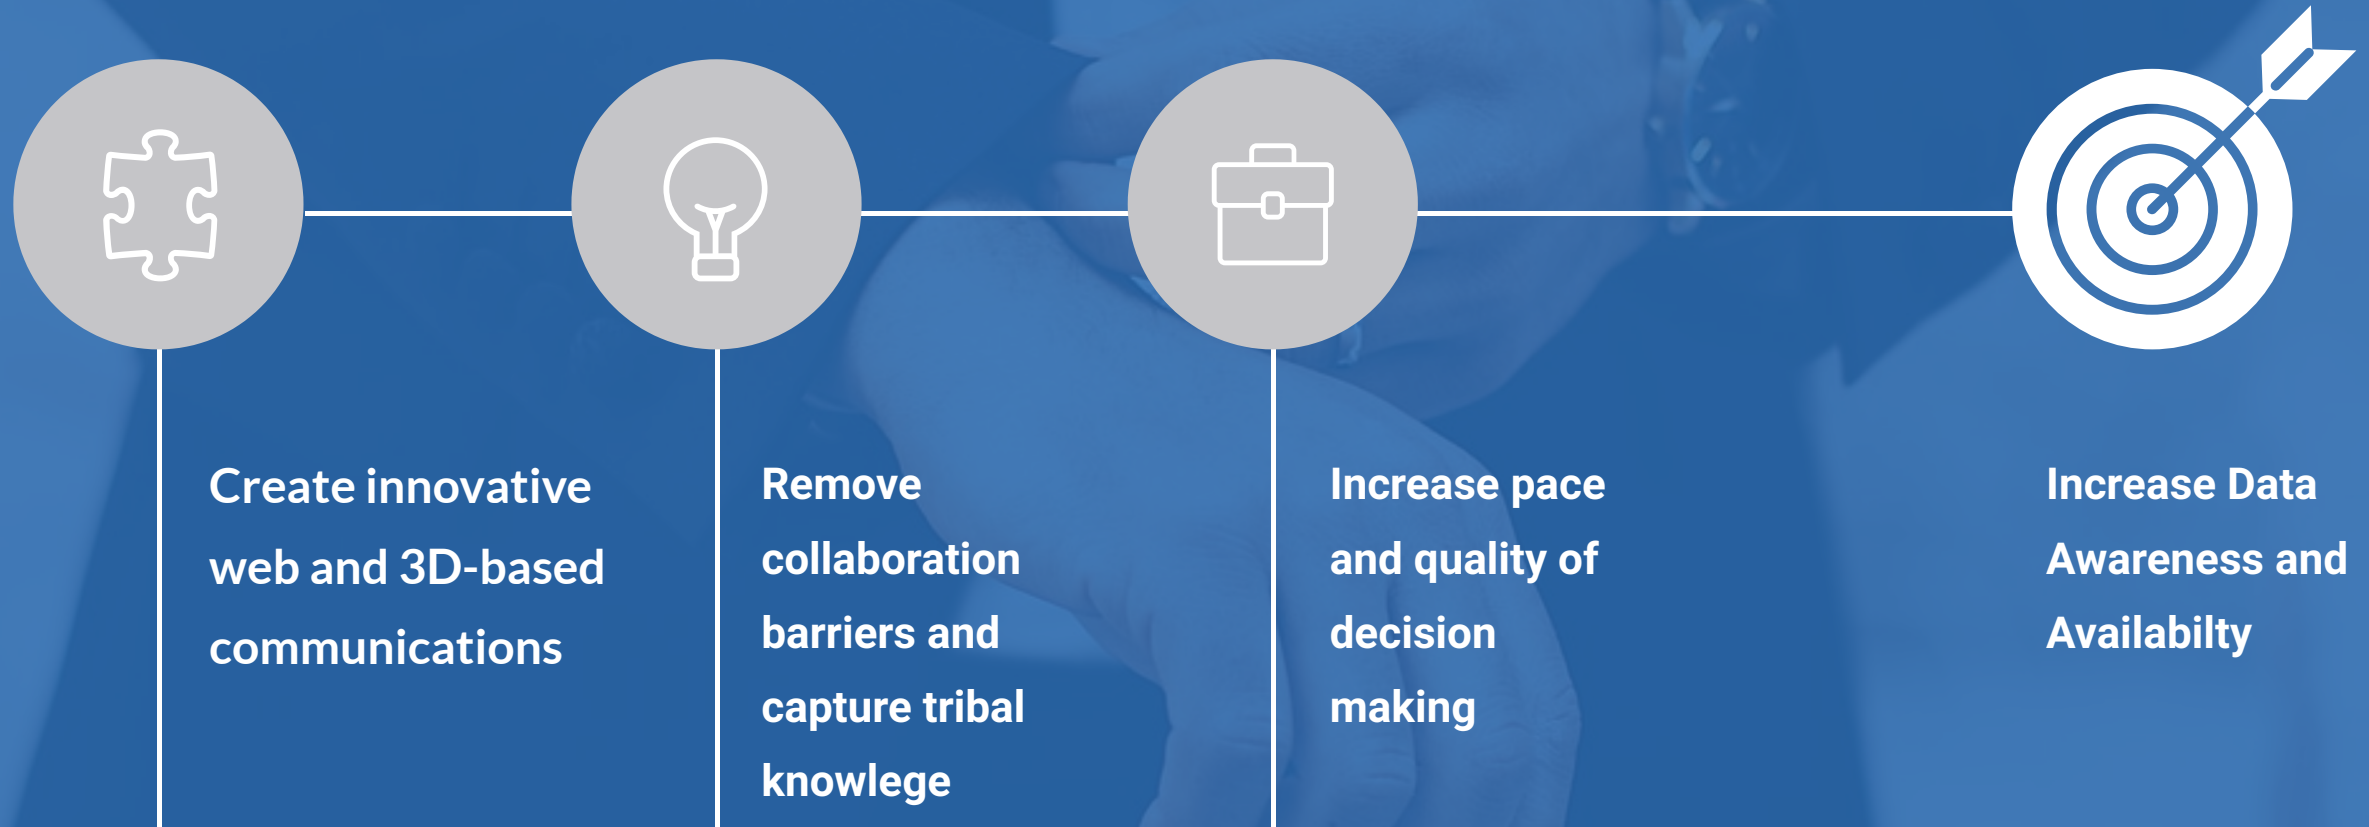 Create innovative
web and 3D-based
communications
Remove
collaboration
barriers and
capture tribal
knowlege
Increase pace
and quality of
decision
making
Increase Data
Awareness and
Availabilty